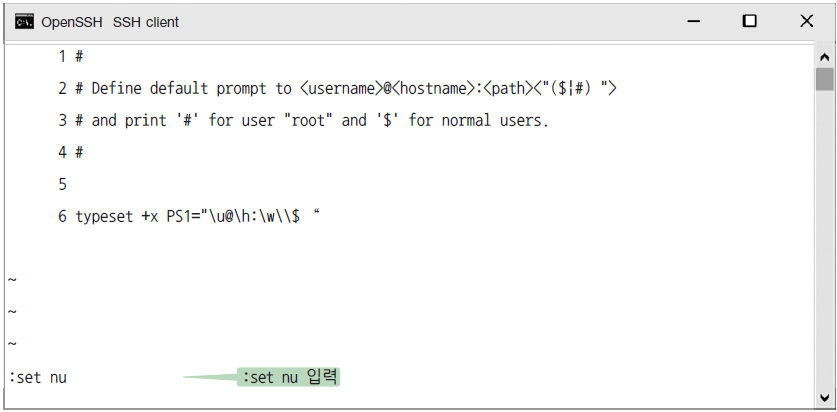 OpenSSH SSH client
1 #
2 # Define default prompt to <username>@<hostname>:<path><"($|#) ">
3 # and print '#' for user "root" and '$' for normal users.
4 #
5
6 typeset +x PS1="\u@\h:\w\\$ “
~
~
~
:set nu :set nu 입력